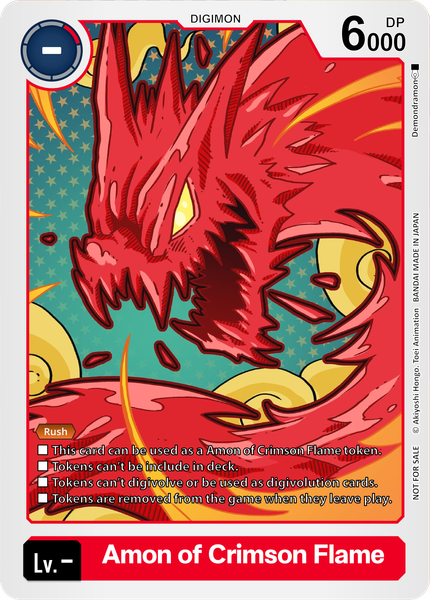 DIGIMON
-
DP
6000
Demondramon
NOT FOR SALE © Akiyoshi Hongo. Toei Animation BANDAI MADE IN JAPAN
Rush
■ This card can be used as a Amon of Crimson Flame token.
■ Tokens can't be include in deck.
■ Tokens can't digivolve or be used as digivolution cards.
■ Tokens are removed from the game when they leave play.
Lv.-
Amon of Crimson Flame